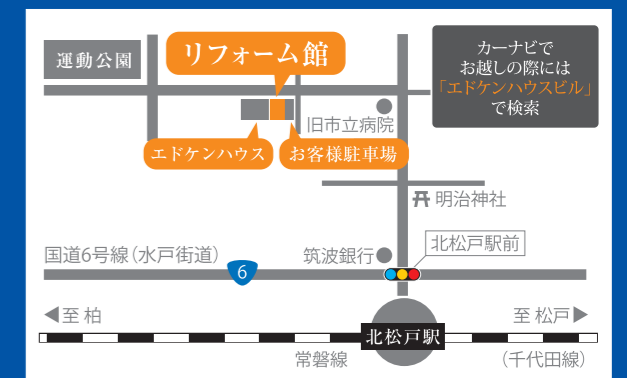 運動公園
リフォーム館
カーナビで
お越しの際には
「エドケンハウスビル」
で検索
旧市立病院
エドケンハウス
お客様駐車場
明治神社
北松戸駅前
筑波銀行
国道6号線(水戸街道)
6
◀至 柏
至 松戸▶
北松戸駅
常磐線
(千代田線)